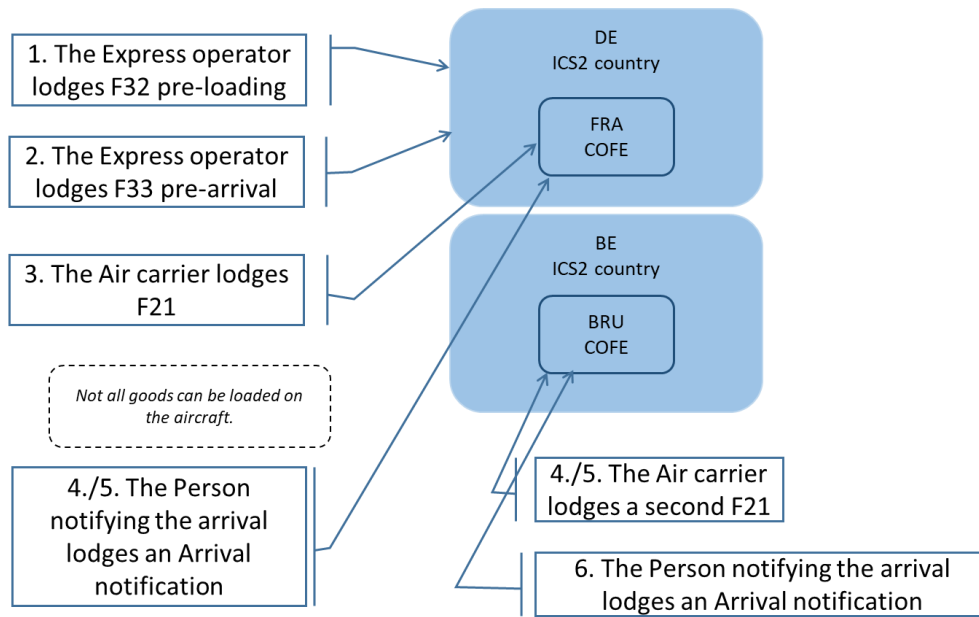 1. The Express operator
lodges F32 pre-loading
2. The Express operator
lodges F33 pre-arrival
3. The Air carrier lodges
F21
Not all goods can be loaded on
the aircraft.
4./5. The Person
notifying the arrival
lodges an Arrival
notification
DE
ICS2 country
FRA
COFE
BE
ICS2 country
BRU
COFE
4./5. The Air carrier
lodges a second F21
6. The Person notifying the arrival
lodges an Arrival notification